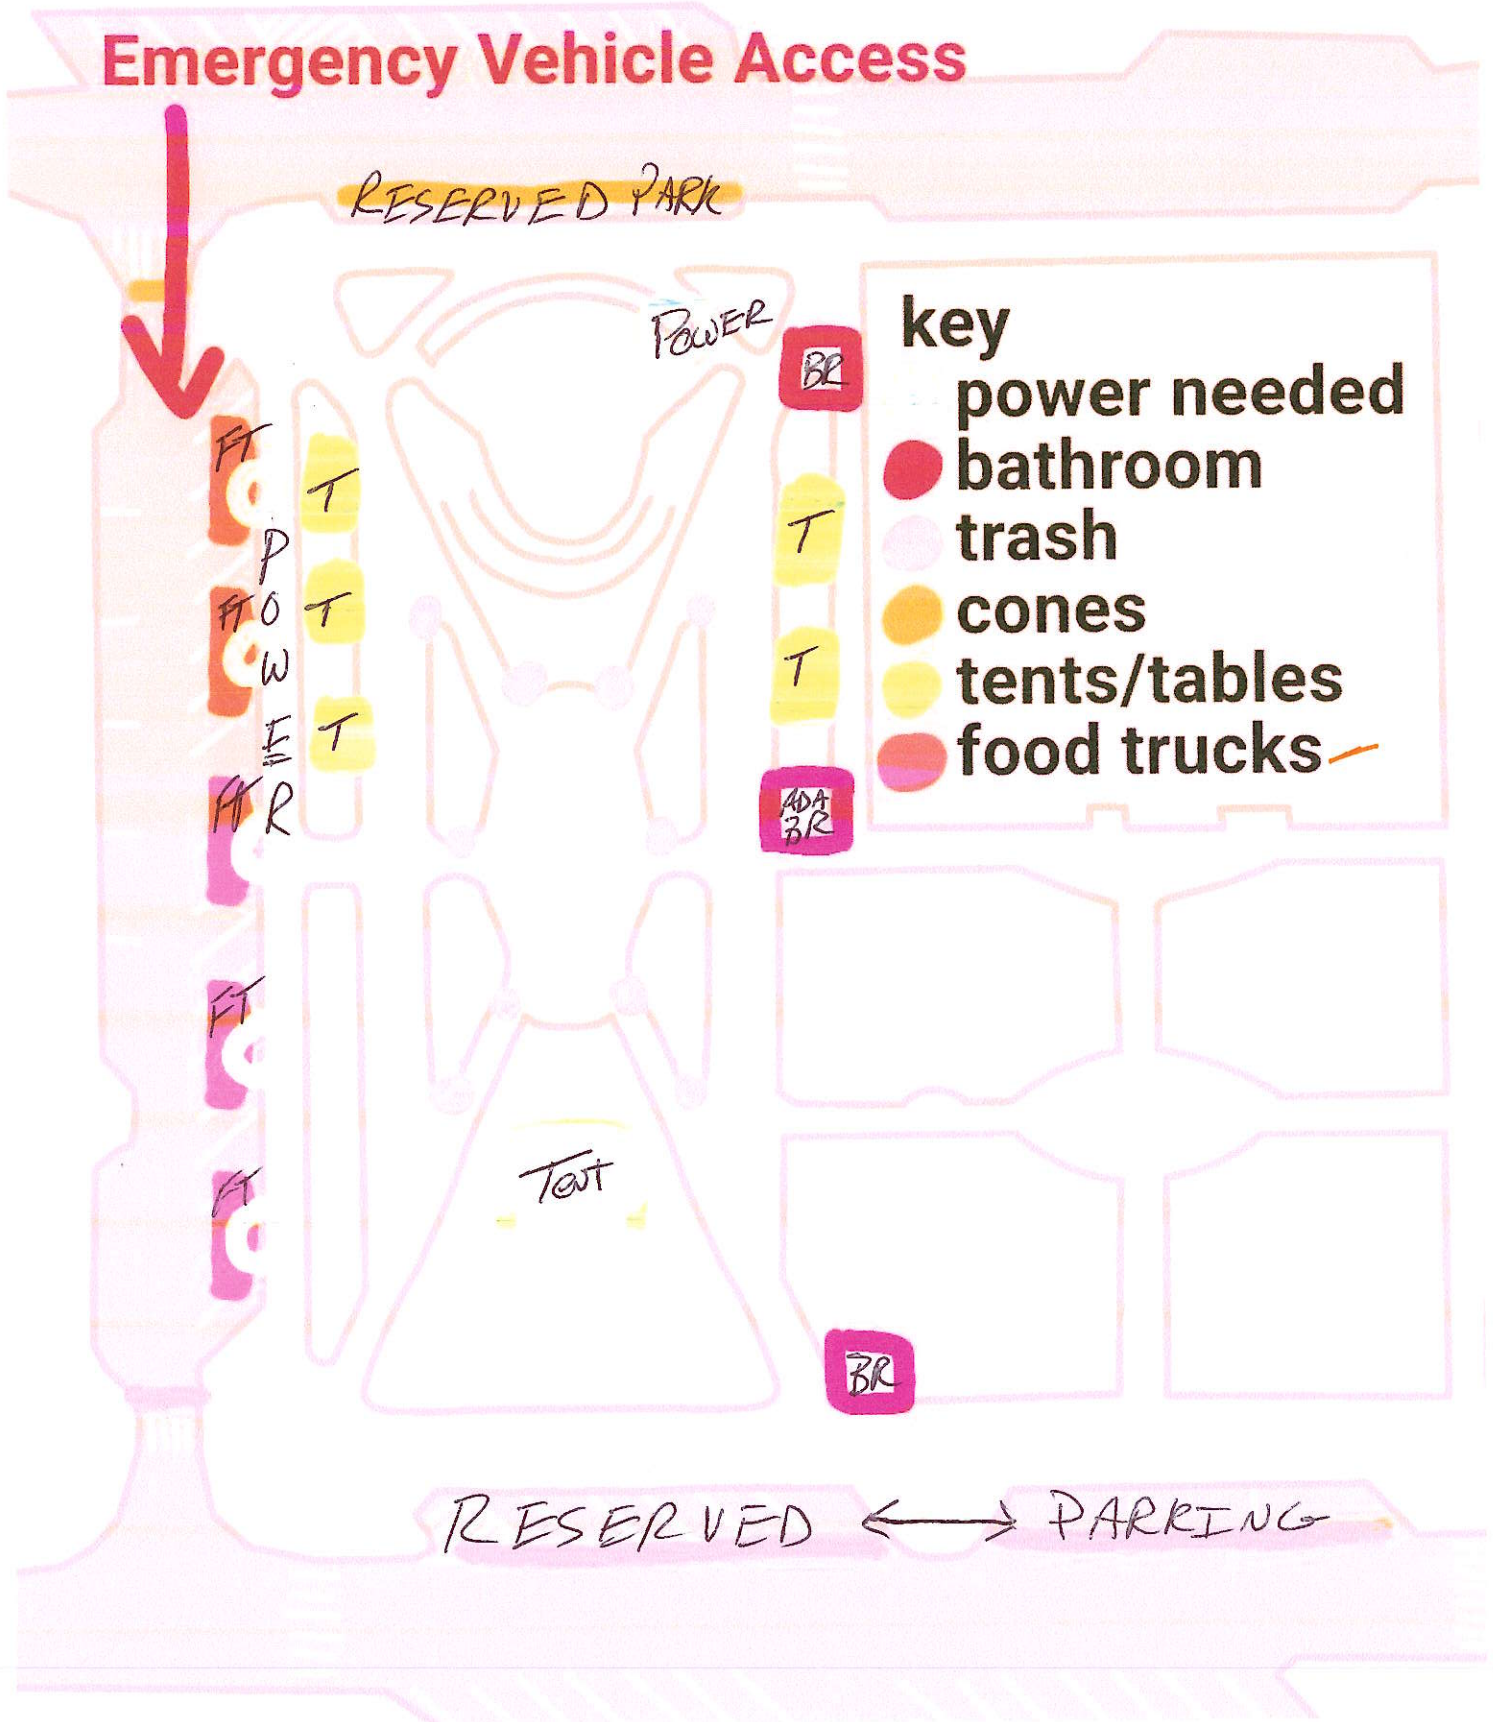 Emergency Vehicle Access
RESERVED PARK
POWER
BR
key
power needed
bathroom
trash
cones
tents/tables
food trucks
FT
T
T
P
FT
O
T
W
T
E
T
FT
R
ADA
BR
FT
Tent
FT
BR
RESERVED PARKING